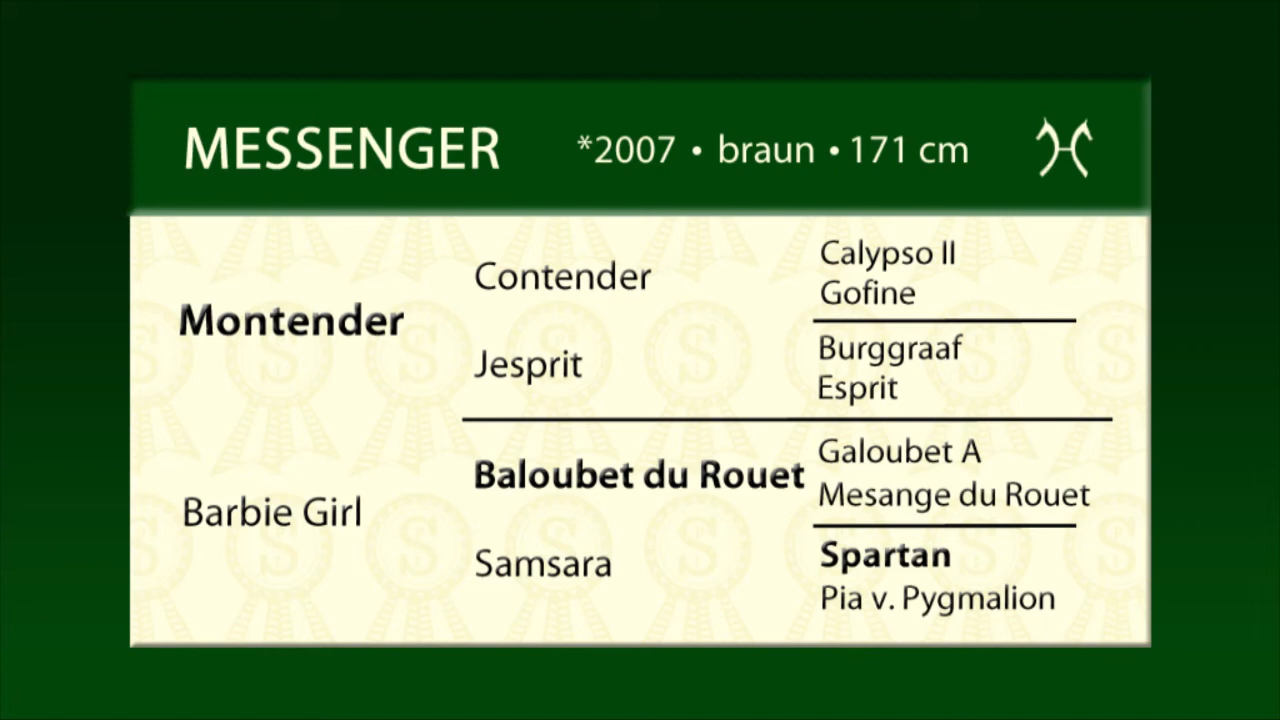 MESSENGER *2007 • braun • 171 cm
Montender
Barbie Girl
Contender
Jesprit
Baloubet du Rouet
Samsara
Calypso II
Gofine
Burggraaf
Esprit
Galoubet A
Mesange du Rouet
Spartan
Pia v. Pygmalion